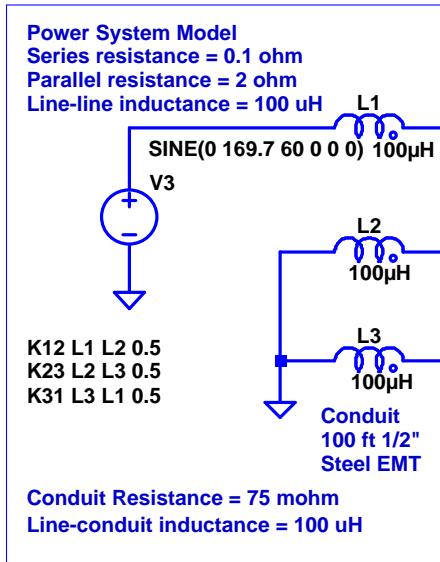 Power System Model
Series resistance = 0.1 ohm
Parallel resistance = 2 ohm
Line-line inductance = 100 uH
L1
SINE(0 169.7 60 0 0 0) 100µH
V3
L2
100µH
K12 L1 L2 0.5
K23 L2 L3 0.5
K31 L3 L1 0.5
L3
100µH
Conduit
100 ft 1/2"
Steel EMT
Conduit Resistance = 75 mohm
Line-conduit inductance = 100 uH